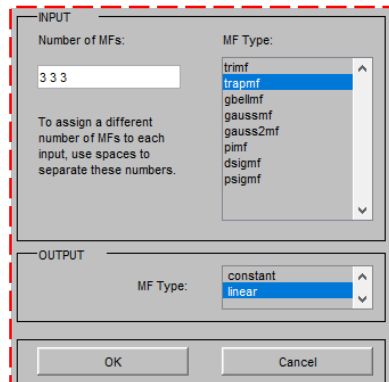 INPUT
Number of MFs:
3 3 3
To assign a different
number of MFs to each
input, use spaces to
separate these numbers.
MF Type:
trimf
trapmf
gbellmf
gaussmf
gauss2mf
pimf
dsigmf
psigmf
OUTPUT
MF Type:
constant
linear
OK
Cancel